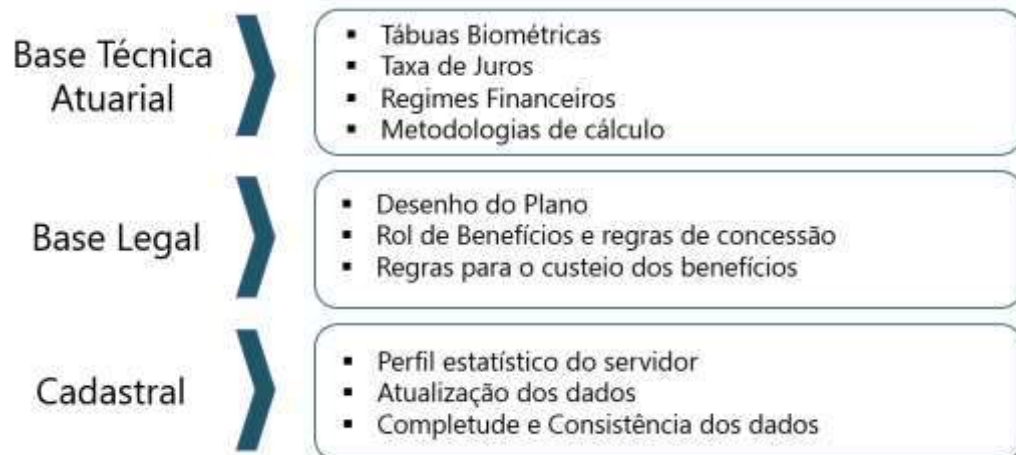 Base Técnica
Atuarial
▪ Tábuas Biométricas
▪ Taxa de Juros
▪ Regimes Financeiros
▪ Metodologias de cálculo
Base Legal
▪ Desenho do Plano
▪ Rol de Benefícios e regras de concessão
▪ Regras para o custeio dos benefícios
Cadastral
▪ Perfil estatístico do servidor
▪ Atualização dos dados
▪ Completude e Consistência dos dados